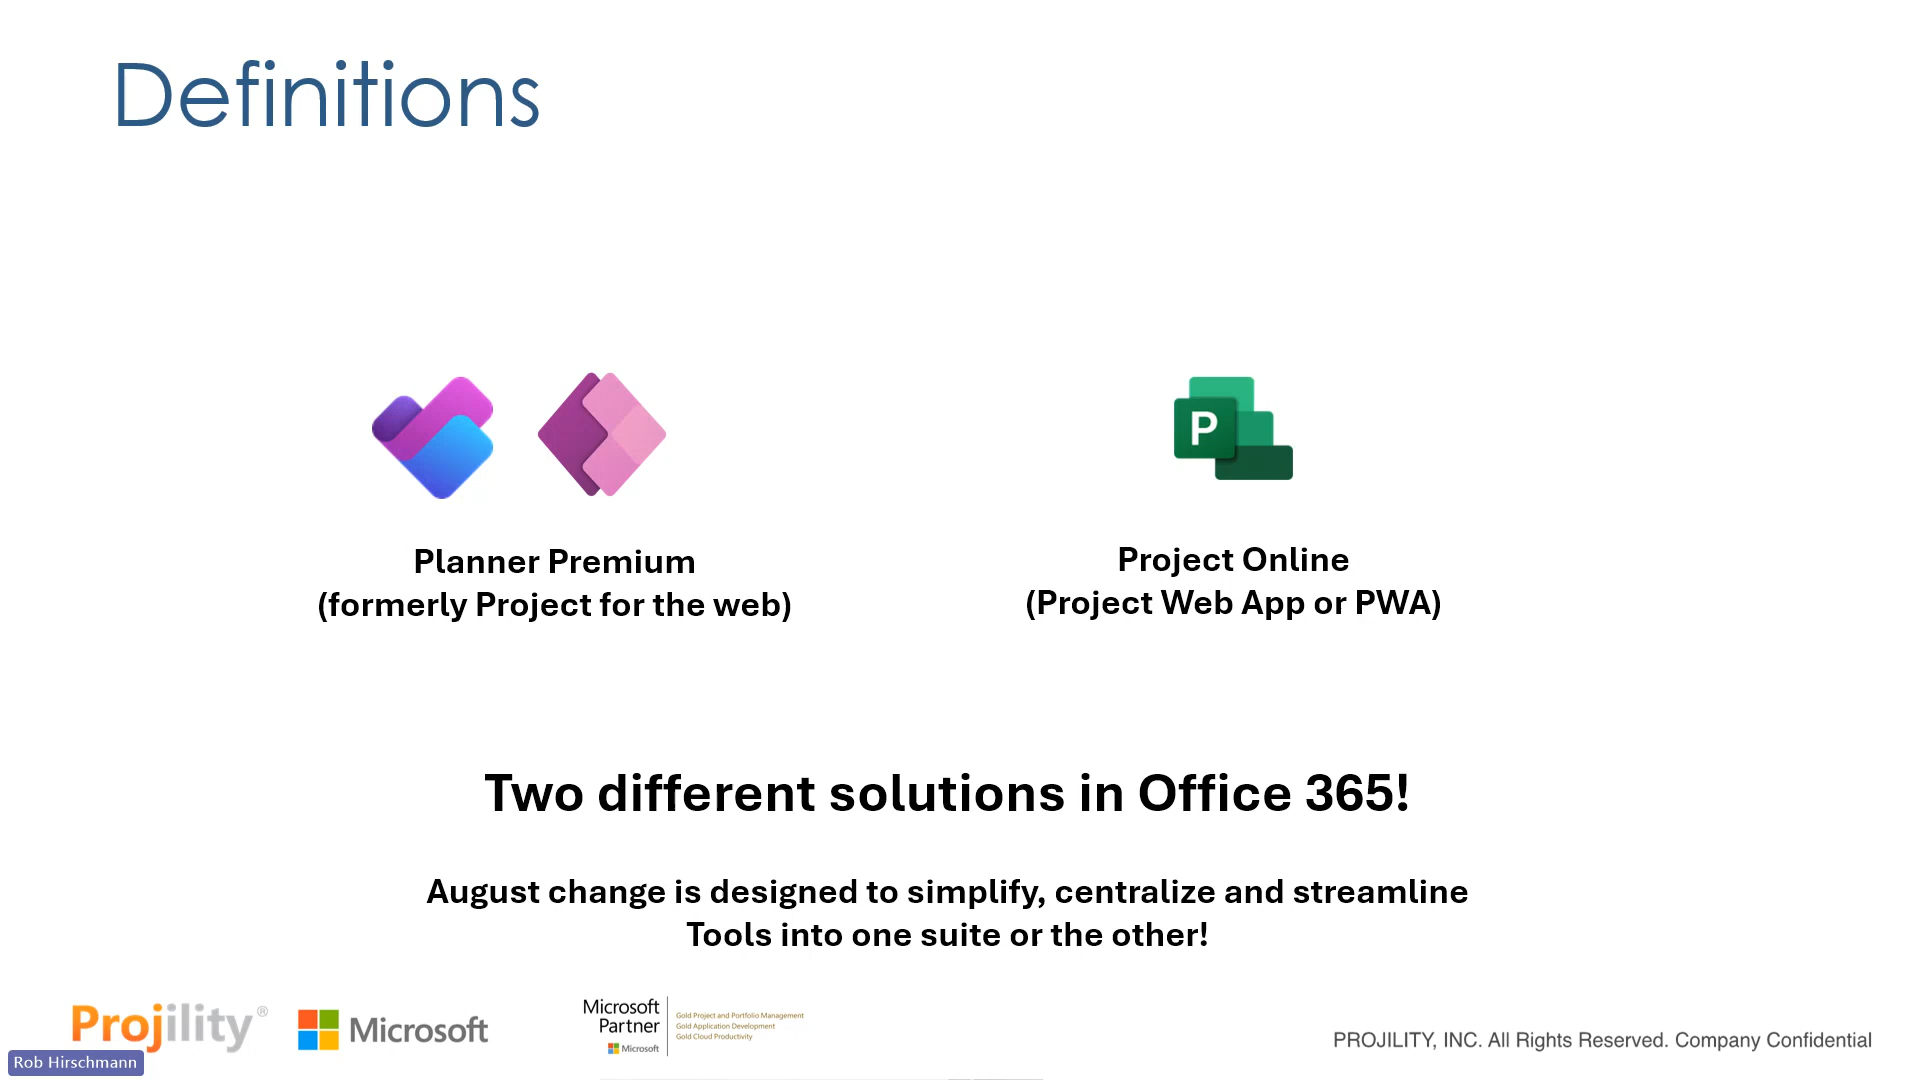 Definitions
P
Planner Premium
(formerly Project for the web)
Project Online
(Project Web App or PWA)
Two different solutions in Office 365!
August change is designed to simplify, centralize and streamline
Tools into one suite or the other!
Projility®
Microsoft
Microsoft
Partner
Microsoft
Gold Project and Portfolio Management
Gold Application Development
Gold Cloud Productivity
PROJILITY, INC. All Rights Reserved. Company Confidential
Rob Hirschmann